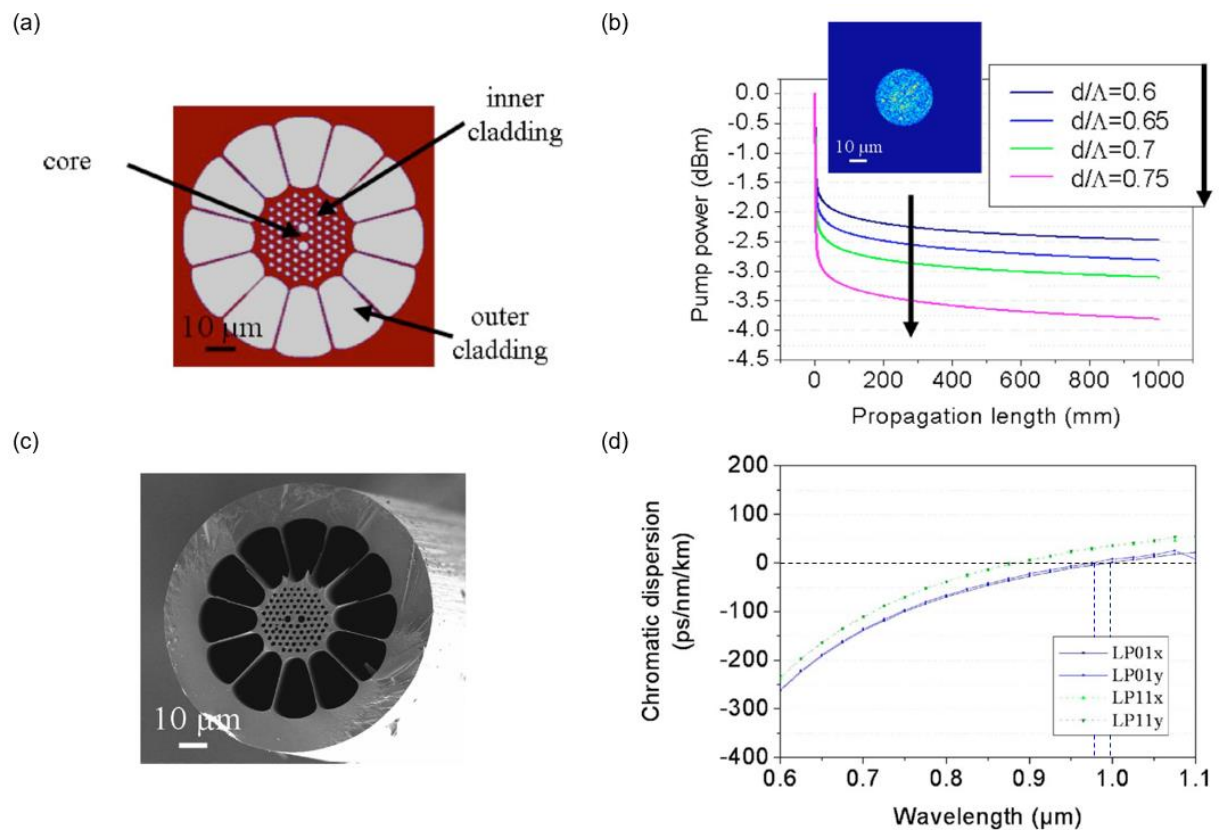 (a)
core
inner
cladding
outer
cladding
10 μm
(b)
10 μm
d/Λ=0.6
d/Λ=0.65
d/Λ=0.7
d/Λ=0.75
Pump power (dBm)
0.0
-0.5
-1.0
-1.5
-2.0
-2.5
-3.0
-3.5
-4.0
-4.5
0 200 400 600 800 1000
Propagation length (mm)
(c)
10 μm
(d)
Chromatic dispersion
(ps/nm/km)
200
100
0
-100
-200
-300
-400
LP01x
LP01y
LP11x
LP11y
0.6 0.7 0.8 0.9 1.0 1.1
Wavelength (μm)